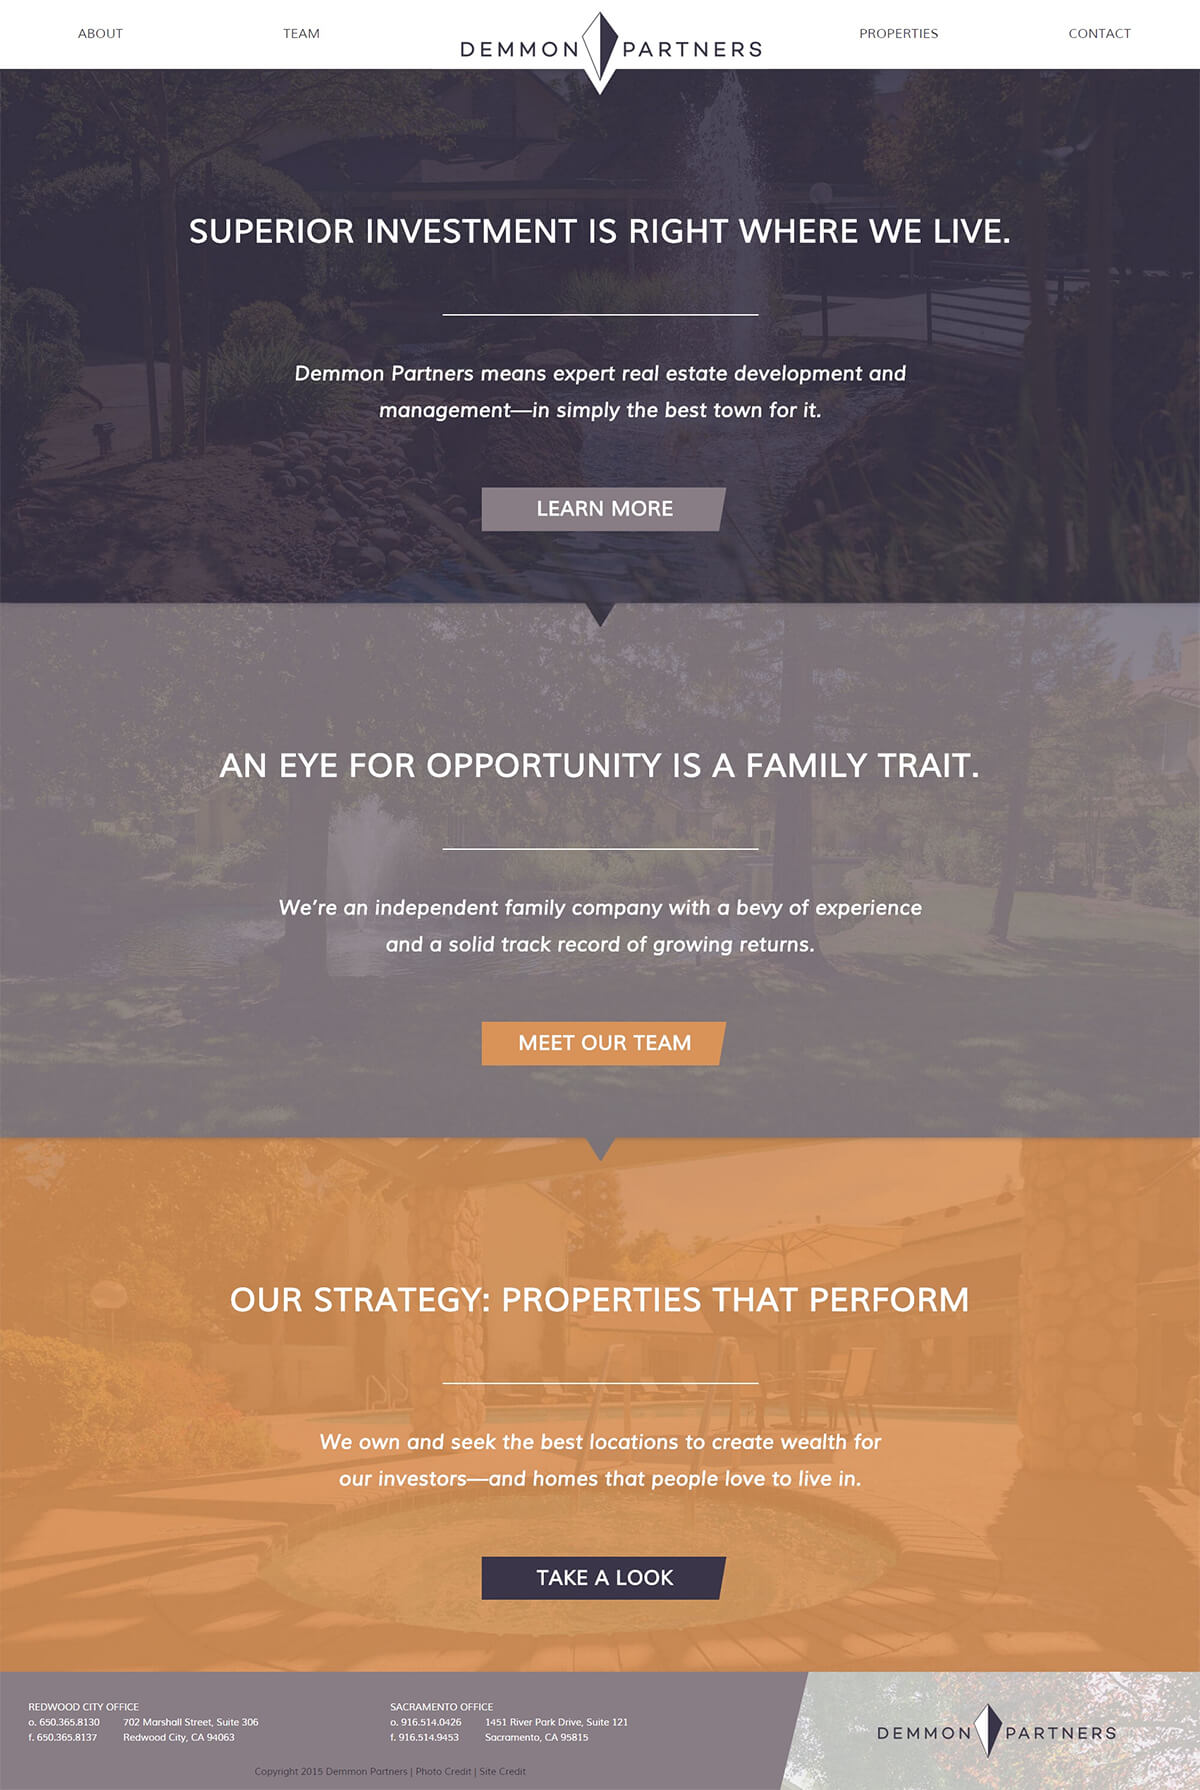 ABOUT
TEAM
DEMMON PARTNERS
PROPERTIES
CONTACT
SUPERIOR INVESTMENT IS RIGHT WHERE WE LIVE.
Demmon Partners means expert real estate development and
management—in simply the best town for it.
LEARN MORE
AN EYE FOR OPPORTUNITY IS A FAMILY TRAIT.
We’re an independent family company with a bevy of experience
and a solid track record of growing returns.
MEET OUR TEAM
OUR STRATEGY: PROPERTIES THAT PERFORM
We own and seek the best locations to create wealth for
our investors—and homes that people love to live in.
TAKE A LOOK
REDWOOD CITY OFFICE
o. 650.365.8130 702 Marshall Street, Suite 306
f. 650.365.8137 Redwood City, CA 94063
SACRAMENTO OFFICE
o. 916.514.0426 1451 River Park Drive, Suite 121
f. 916.514.9453 Sacramento, CA 95815
Copyright 2015 Demmon Partners | Photo Credit | Site Credit
DEMMON PARTNERS